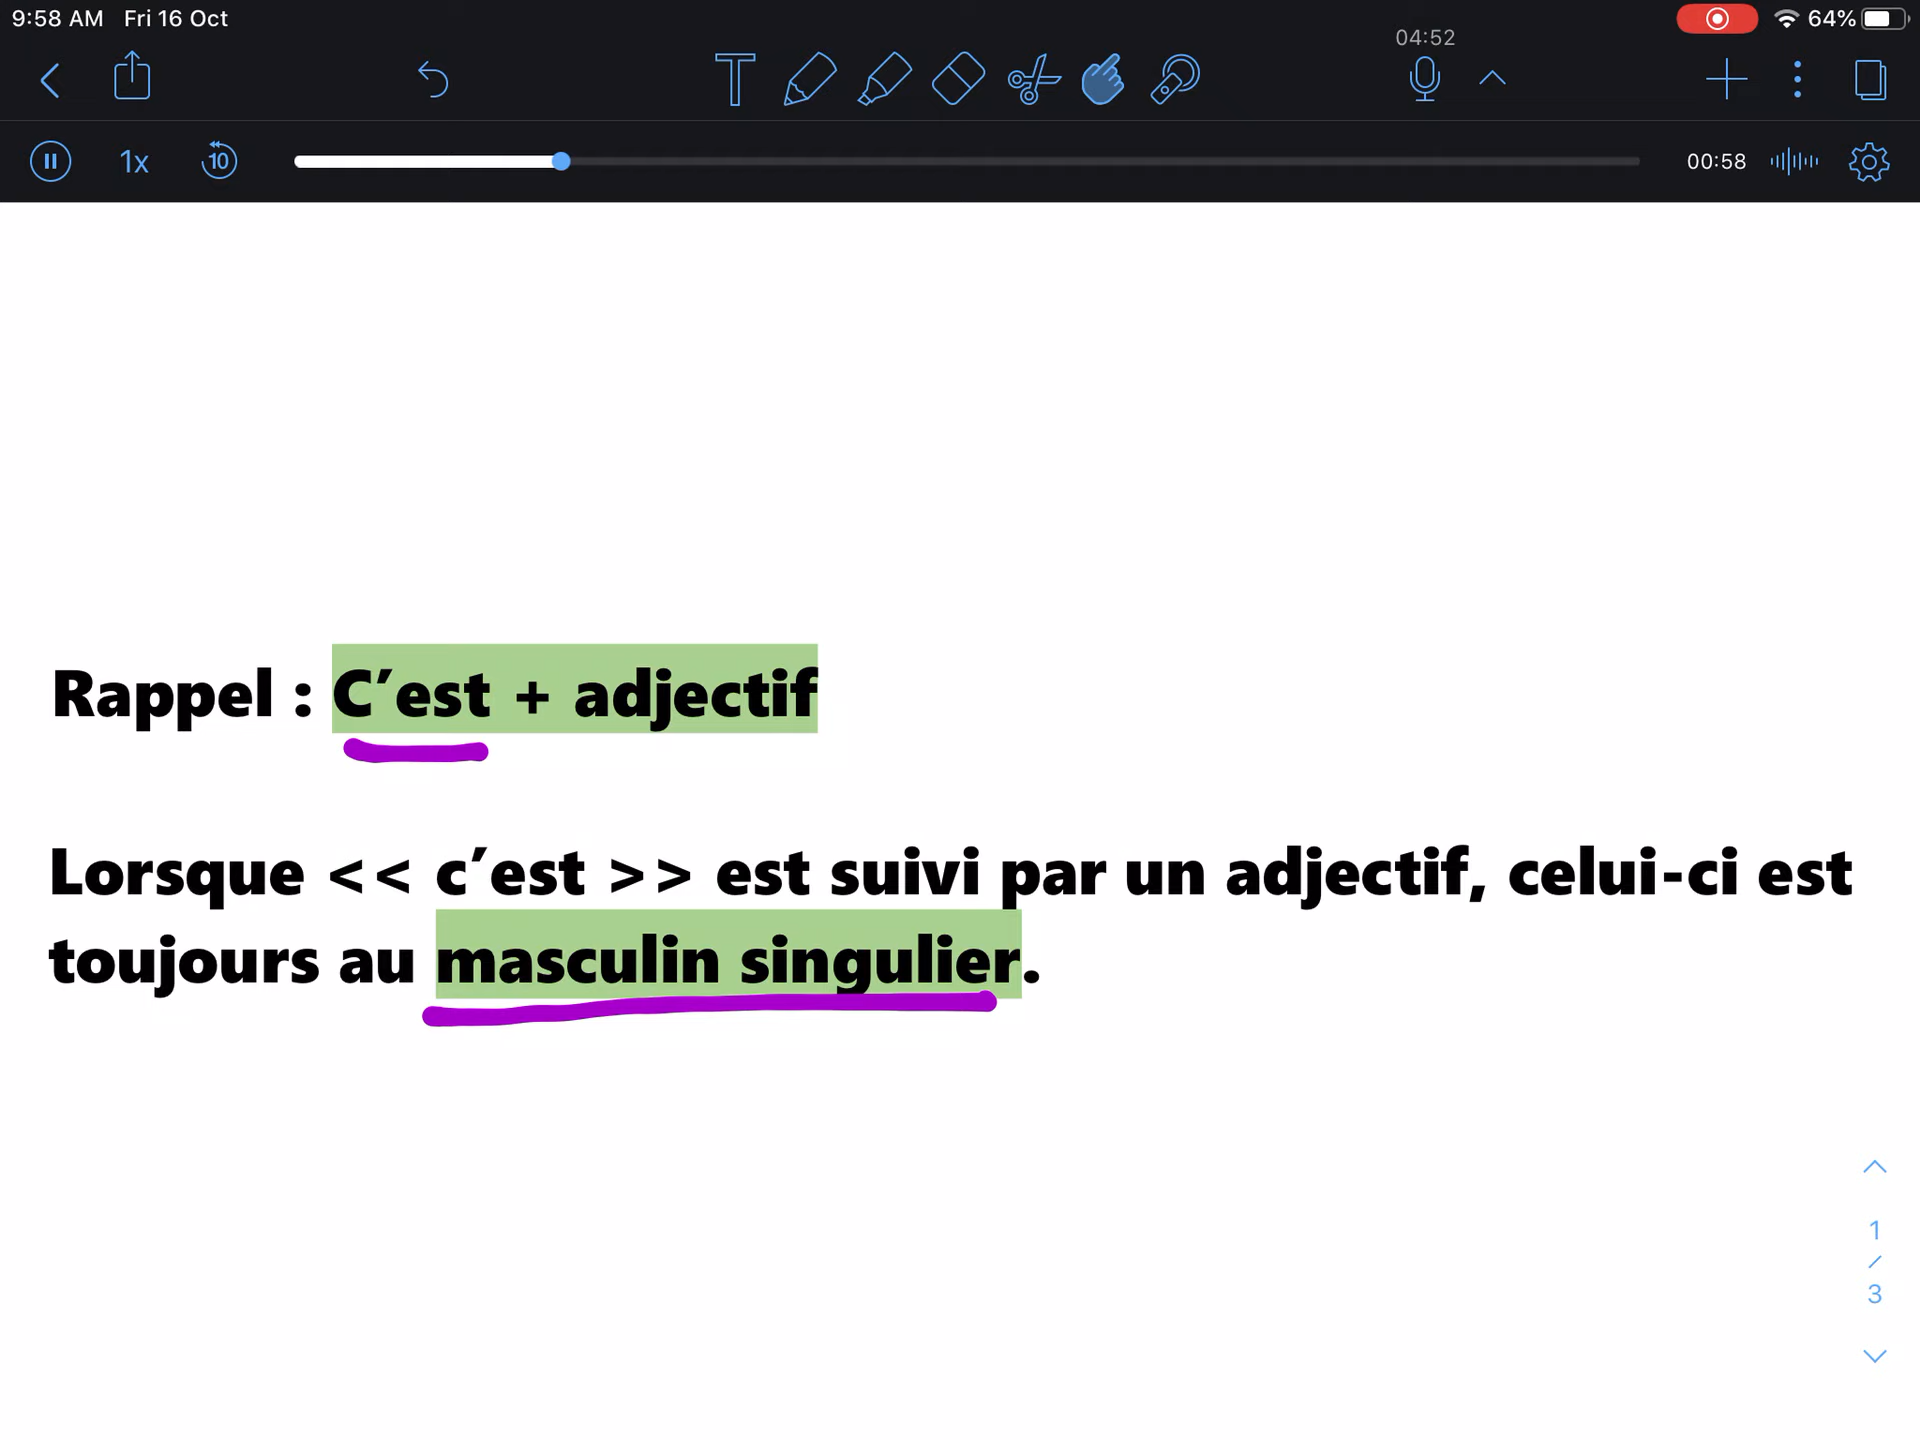 9:58 AM Fri 16 Oct
64%
04:52
1x
10
00:58
Rappel : C’est + adjectif
Lorsque << c’est >> est suivi par un adjectif, celui-ci est
toujours au masculin singulier.
1
/
3